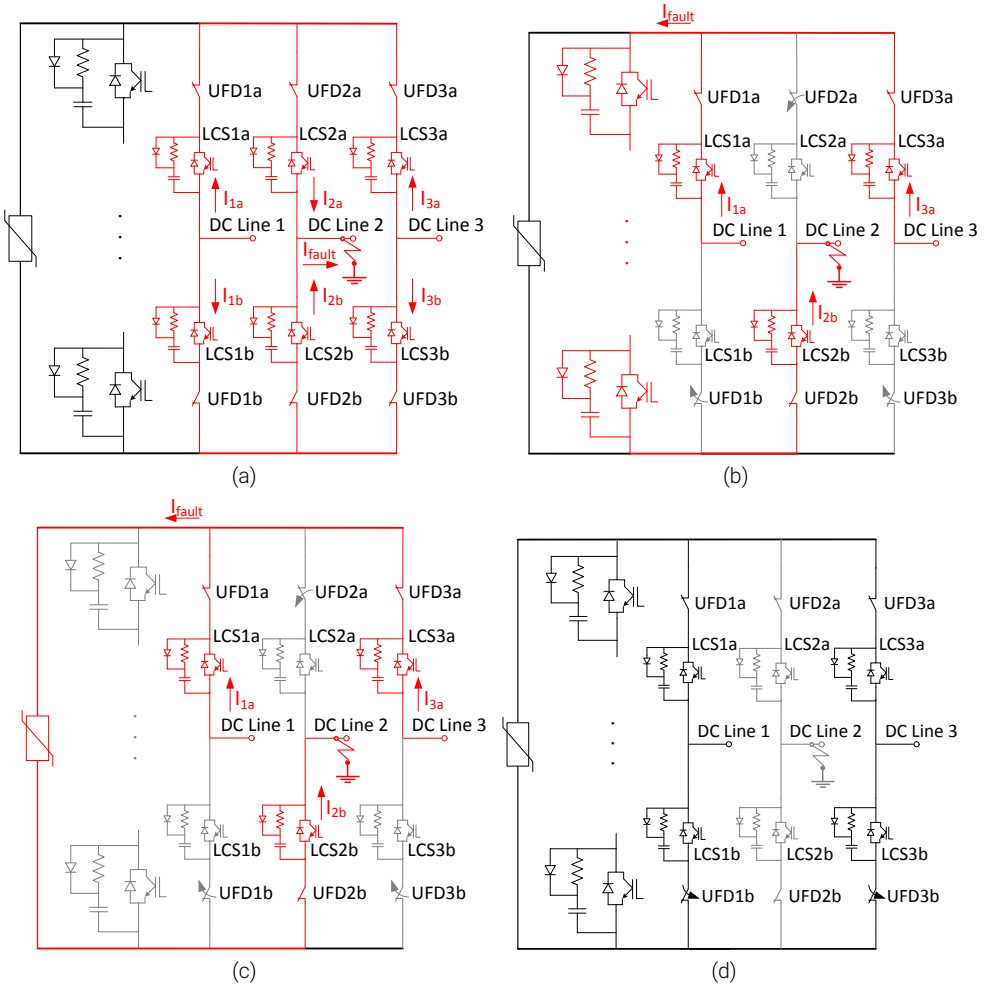 UFD1a UFD2a UFD3a
LCS1a LCS2a LCS3a
I1a I2a I3a
DC Line 1 DC Line 2 DC Line 3
Ifault
I1b I2b I3b
LCS1b LCS2b LCS3b
UFD1b UFD2b UFD3b
(a)
Ifault
UFD1a UFD2a UFD3a
LCS1a LCS2a LCS3a
I1a I3a
DC Line 1 DC Line 2 DC Line 3
I2b
LCS1b LCS2b LCS3b
UFD1b UFD2b UFD3b
(b)
Ifault
UFD1a UFD2a UFD3a
LCS1a LCS2a LCS3a
I1a I3a
DC Line 1 DC Line 2 DC Line 3
I2b
LCS1b LCS2b LCS3b
UFD1b UFD2b UFD3b
(c)
UFD1a UFD2a UFD3a
LCS1a LCS2a LCS3a
DC Line 1 DC Line 2 DC Line 3
LCS1b LCS2b LCS3b
UFD1b UFD2b UFD3b
(d)